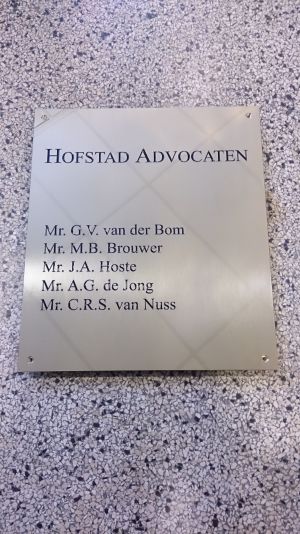 HOFSTAD ADVOCATEN
Mr. G.V. van der Bom
Mr. M.B. Brouwer
Mr. J.A. Hoste
Mr. A.G. de Jong
Mr. C.R.S. van Nuss